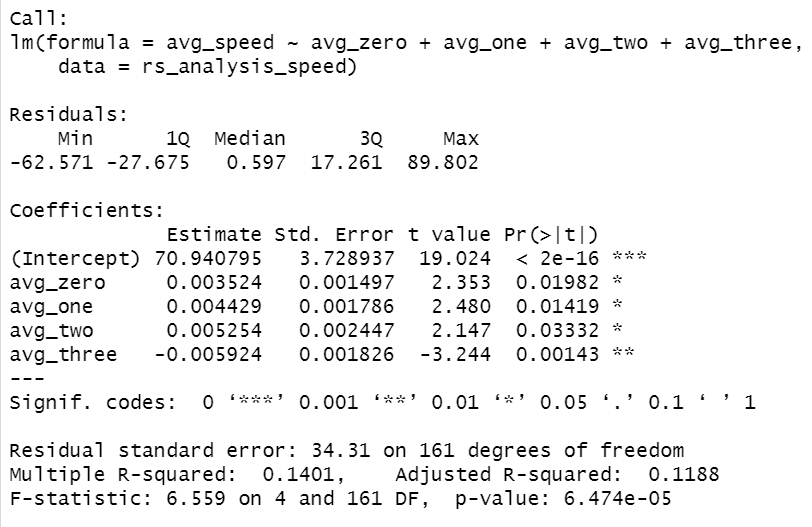 Call:
lm(formula = avg_speed ~ avg_zero + avg_one + avg_two + avg_three,
    data = rs_analysis_speed)

Residuals:
    Min      1Q  Median      3Q     Max
-62.571 -27.675   0.597  17.261  89.802

Coefficients:
             Estimate Std. Error t value Pr(>|t|)
(Intercept) 70.940795   3.728937  19.024  < 2e-16 ***
avg_zero     0.003524   0.001497   2.353  0.01982 *
avg_one      0.004429   0.001786   2.480  0.01419 *
avg_two      0.005254   0.002447   2.147  0.03332 *
avg_three   -0.005924   0.001826  -3.244  0.00143 **
---
Signif. codes:  0 ‘***’ 0.001 ‘**’ 0.01 ‘*’ 0.05 ‘.’ 0.1 ‘ ’ 1

Residual standard error: 34.31 on 161 degrees of freedom
Multiple R-squared:  0.1401,    Adjusted R-squared:  0.1188
F-statistic: 6.559 on 4 and 161 DF,  p-value: 6.474e-05